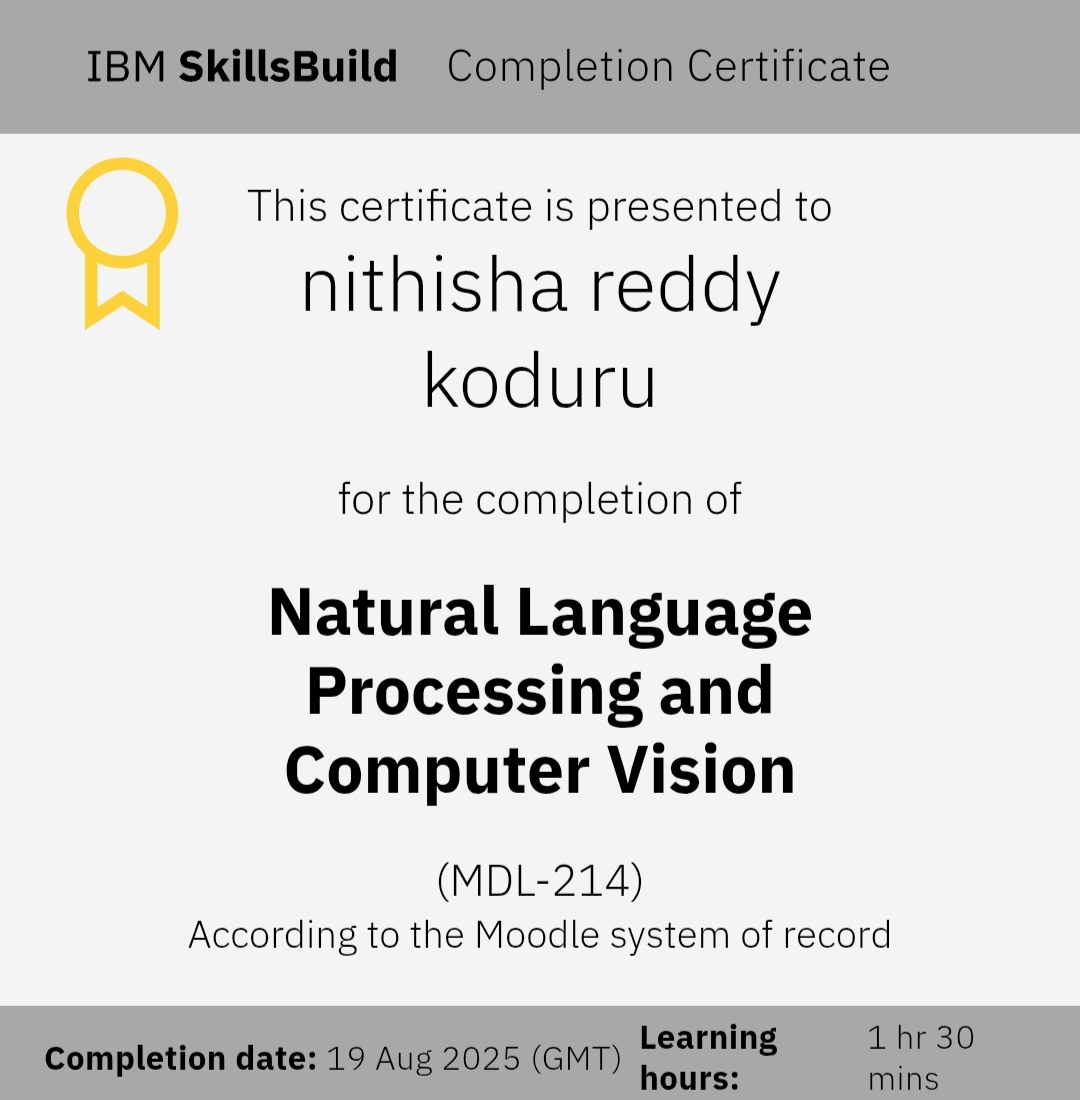 IBM SkillsBuild Completion Certificate
This certificate is presented to
nithisha reddy
koduru
for the completion of
Natural Language
Processing and
Computer Vision
(MDL-214)
According to the Moodle system of record
Completion date: 19 Aug 2025 (GMT)
Learning
hours:
1 hr 30
mins